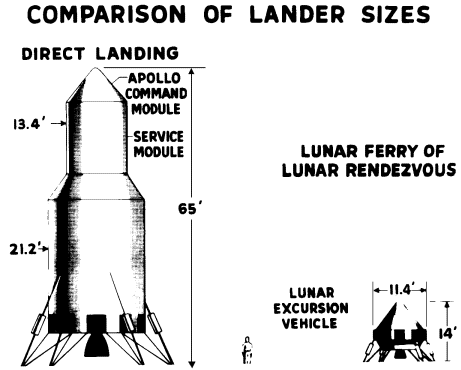 COMPARISON OF LANDER SIZES
DIRECT LANDING
APOLLO
COMMAND
MODULE
13.4'
SERVICE
MODULE
65'
21.2'
LUNAR FERRY OF
LUNAR RENDEZVOUS
LUNAR
EXCURSION
VEHICLE
11.4'
14'